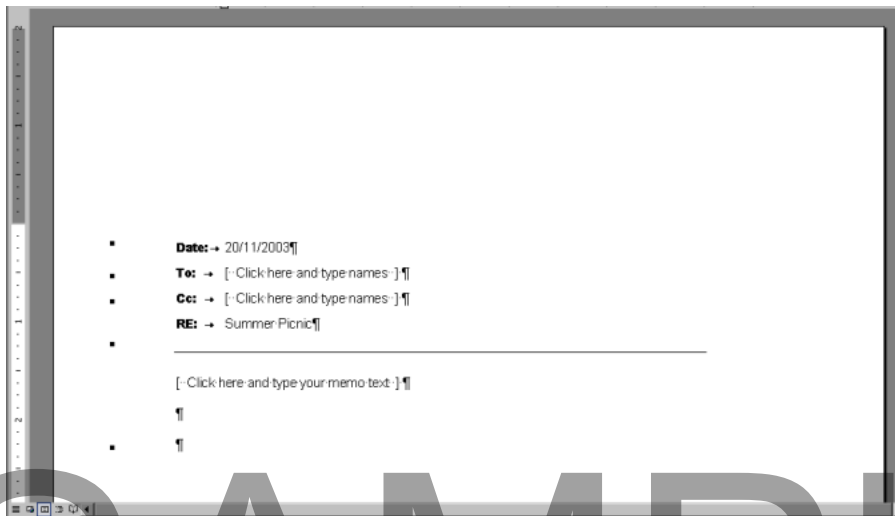 Date:→ 20/11/2003¶
To: → [··Click·here·and·type·names··]·¶
Cc: → [··Click·here·and·type·names··]·¶
RE: → Summer·Picnic¶
[··Click·here·and·type·your·memo·text··]·¶
¶
¶